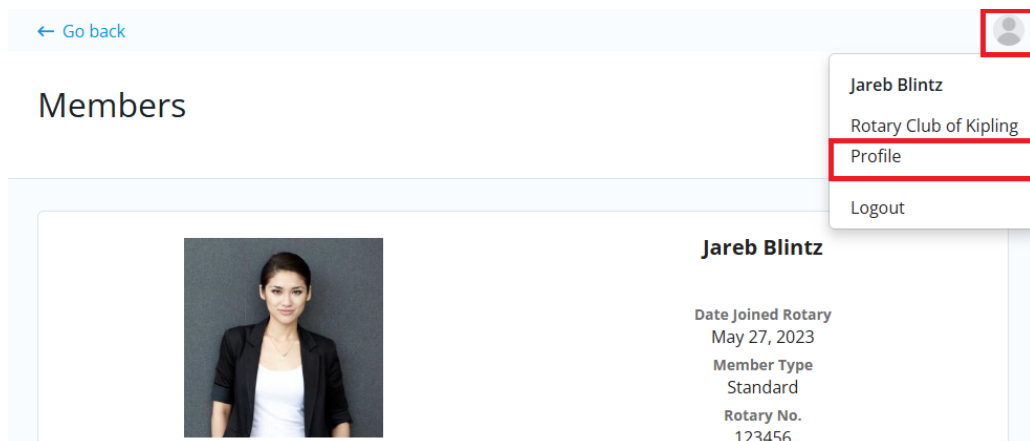 ← Go back
Members
Jareb Blintz
Rotary Club of Kipling
Profile
Logout
Jareb Blintz
Date Joined Rotary
May 27, 2023
Member Type
Standard
Rotary No.
123456